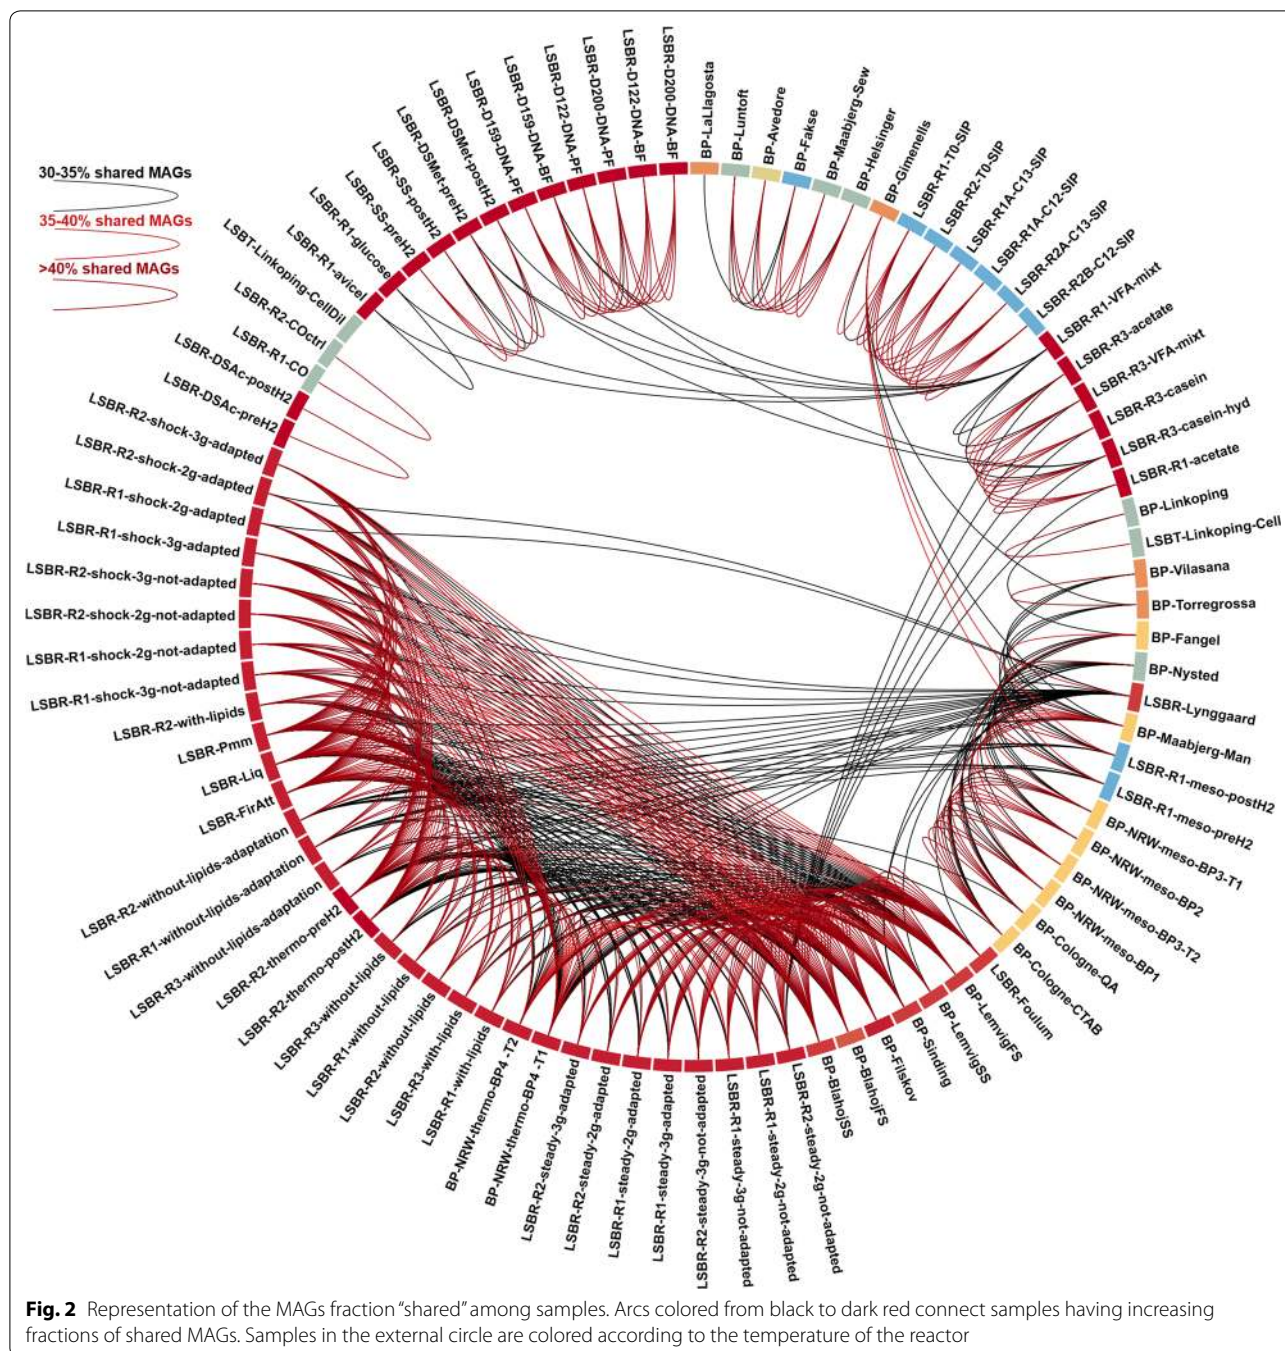 30-35% shared MAGs
35-40% shared MAGs
>40% shared MAGs
BP-LaLlagosta
BP-Luntoft
BP-Avedore
BP-Fakse
BP-Maabjerg-Sew
BP-Helsinger
BP-Gimenells
LSBR-R1-T0-SIP
LSBR-R2-T0-SIP
LSBR-R1A-C13-SIP
LSBR-R1A-C12-SIP
LSBR-R2A-C13-SIP
LSBR-R2B-C12-SIP
LSBR-R1-VFA-mixt
LSBR-R3-acetate
LSBR-R3-VFA-mixt
LSBR-R3-casein
LSBR-R3-casein-hyd
LSBR-R1-acetate
BP-Linkoping
LSBT-Linkoping-Cell
BP-Vilasana
BP-Torregrossa
BP-Fangel
BP-Nysted
LSBR-Lynggaard
BP-Maabjerg-Man
LSBR-R1-meso-postH2
LSBR-R1-meso-preH2
BP-NRW-meso-BP3-T1
BP-NRW-meso-BP2
BP-NRW-meso-BP3-T2
BP-NRW-meso-BP1
BP-Cologne-QA
BP-Cologne-CTAB
LSBR-Foulum
BP-LemvigFS
BP-LemvigSS
BP-Sinding
BP-Filskov
BP-BlahojFS
BP-BlahojSS
LSBR-R2-steady-2g-not-adapted
LSBR-R1-steady-2g-not-adapted
LSBR-R1-steady-3g-not-adapted
LSBR-R2-steapy-3g-not-adapted
LSBR-R1-steady-3g-adapted
LSBR-R1-steady-2g-adapted
LSBR-R2-steady-2g-adapted
LSBR-R2-steady-3g-adapted
BP-NRW-thermo-BP4 -T1
BP-NRW-thermo-BP4 -T2
LSBR-R1-with-lipids
LSBR-R3-with-lipids
LSBR-R2-without-lipids
LSBR-R1-without-lipids
LSBR-R3-without-lipids
LSBR-R2-thermo-postH2
LSBR-R2-thermo-preH2
LSBR-R3-without-lipids-adaptation
LSBR-R1-without-lipids-adaptation
LSBR-R2-without-lipids-adaptation
LSBR-FirAtt
LSBR-Liq
LSBR-Pmm
LSBR-R2-with-lipids
LSBR-R1-shock-3g-not-adapted
LSBR-R1-shock-2g-not-adapted
LSBR-R2-shock-2g-not-adapted
LSBR-R2-shock-3g-not-adapted
LSBR-R1-shock-3g-adapted
LSBR-R1-shock-2g-adapted
LSBR-R2-shock-2g-adapted
LSBR-R2-shock-3g-adapted
LSBR-DSAc-preH2
LSBR-DSAc-postH2
LSBR-R1-CO
LSBR-R2-COctrl
LSBT-Linkoping-CellDil
LSBR-R1-avicel
LSBR-R1-glucose
LSBR-SS-preH2
LSBR-SS-postH2
LSBR-DSMet-preH2
LSBR-DSMet-postH2
LSBR-D159-DNA-PF
LSBR-D159-DNA-BF
LSBR-D122-DNA-PF
LSBR-D200-DNA-PF
LSBR-D122-DNA-BF
LSBR-D200-DNA-BF
Fig. 2 Representation of the MAGs fraction “shared” among samples. Arcs colored from black to dark red connect samples having increasing
fractions of shared MAGs. Samples in the external circle are colored according to the temperature of the reactor